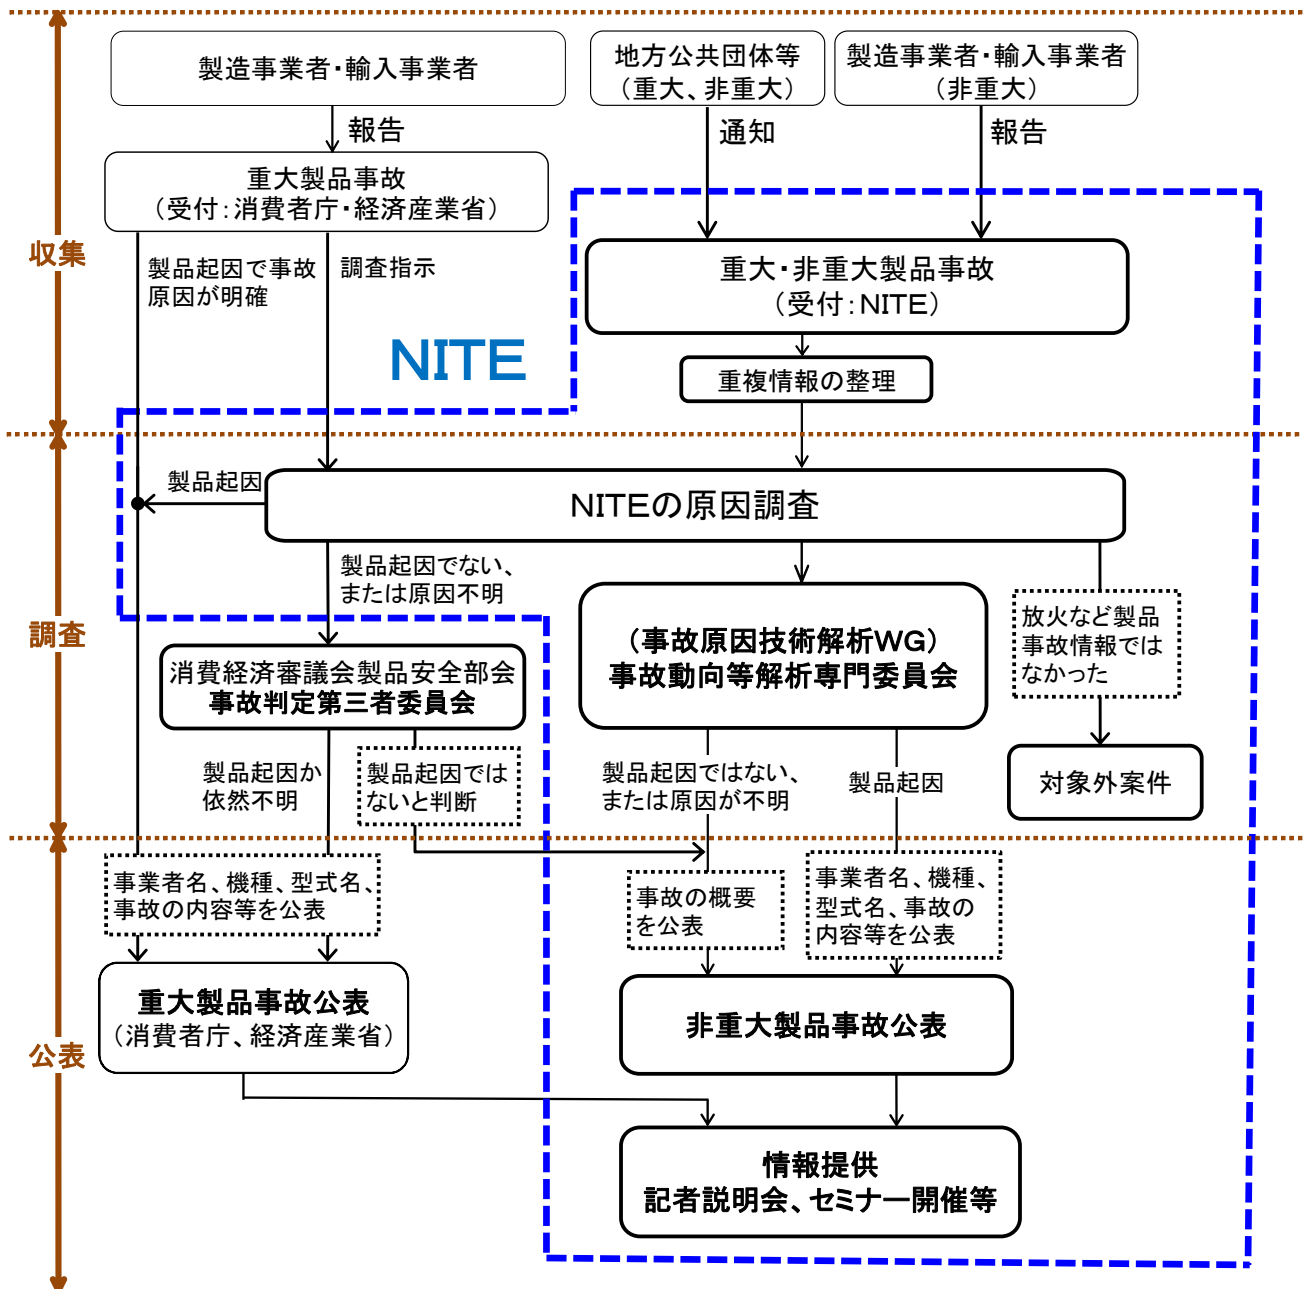 製造事業者・輸入事業者
報告
重大製品事故
（受付：消費者庁・経済産業省）
地方公共団体等
（重大、非重大）
通知
製造事業者・輸入事業者
（非重大）
報告
収集
製品起因で事故
原因が明確
調査指示
NITE
重大・非重大製品事故
（受付：NITE）
重複情報の整理
調査
製品起因
NITEの原因調査
製品起因でない、
または原因不明
消費経済審議会製品安全部会
事故判定第三者委員会
（事故原因技術解析WG）
事故動向等解析専門委員会
放火など製品
事故情報では
なかった
対象外案件
製品起因か
依然不明
製品起因では
ないと判断
製品起因ではない、
または原因が不明
製品起因
公表
事業者名、機種、型式名、
事故の内容等を公表
事故の概要
を公表
事業者名、機種、
型式名、事故の
内容等を公表
重大製品事故公表
（消費者庁、経済産業省）
非重大製品事故公表
情報提供
記者説明会、セミナー開催等